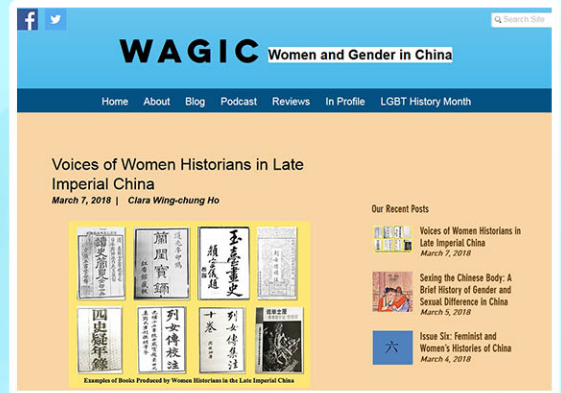 Search Site
WAGIC Women and Gender in China
Home About Blog Podcast Reviews In Profile LGBT History Month
Voices of Women Historians in Late
Imperial China
March 7, 2018 | Clara Wing-chung Ho
蘭閨寶錄
玉臺畫史
四史疑年錄
列女傳校注
列女傳集注
十卷
Examples of Books Produced by Women Historians in the Late Imperial China
Our Recent Posts
Voices of Women Historians in
Late Imperial China
March 7, 2018
Sexing the Chinese Body: A
Brief History of Gender and
Sexual Difference in China
March 5, 2018
六
Issue Six: Feminist and
Women's Histories of China
March 4, 2018